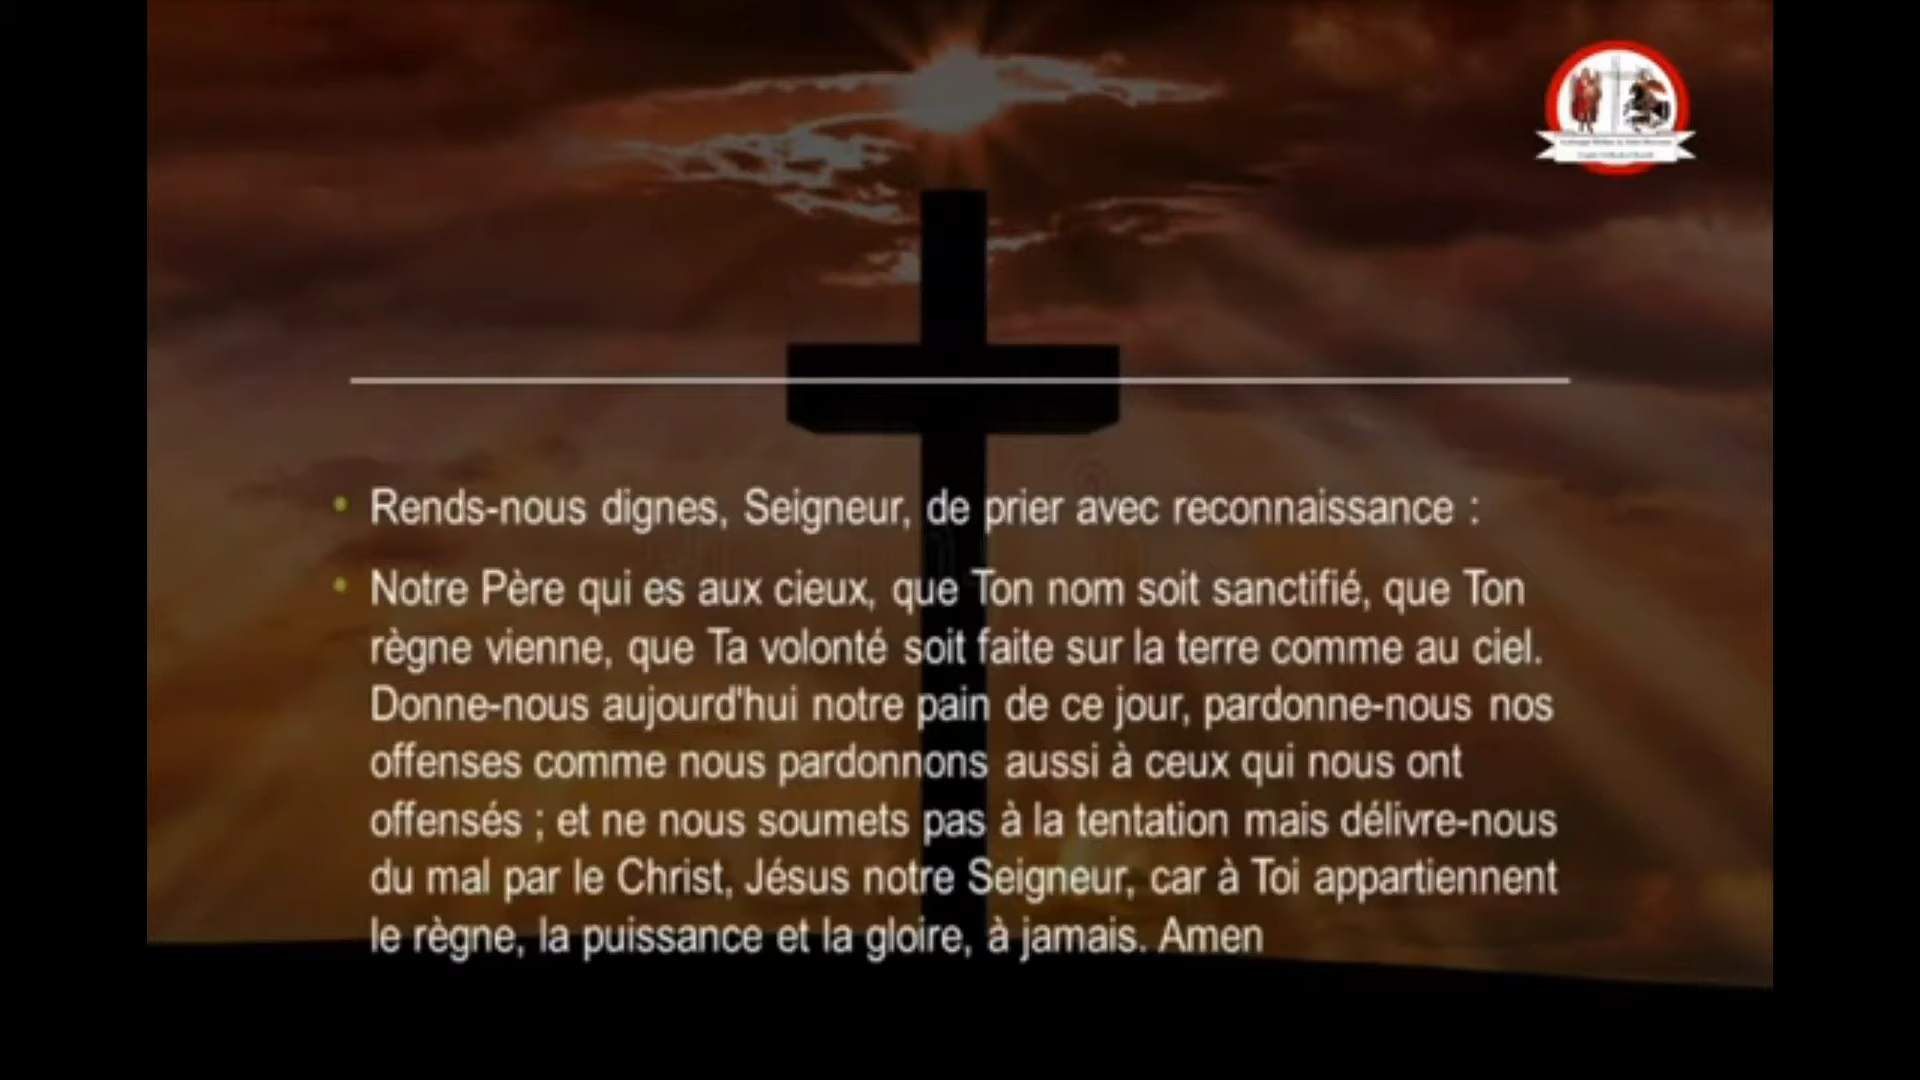 • Rends-nous dignes, Seigneur, de prier avec reconnaissance :
• Notre Père qui es aux cieux, que Ton nom soit sanctifié, que Ton
règne vienne, que Ta volonté soit faite sur la terre comme au ciel.
Donne-nous aujourd'hui notre pain de ce jour, pardonne-nous nos
offenses comme nous pardonnons aussi à ceux qui nous ont
offensés ; et ne nous soumets pas à la tentation mais délivre-nous
du mal par le Christ, Jésus notre Seigneur, car à Toi appartiennent
le règne, la puissance et la gloire, à jamais. Amen